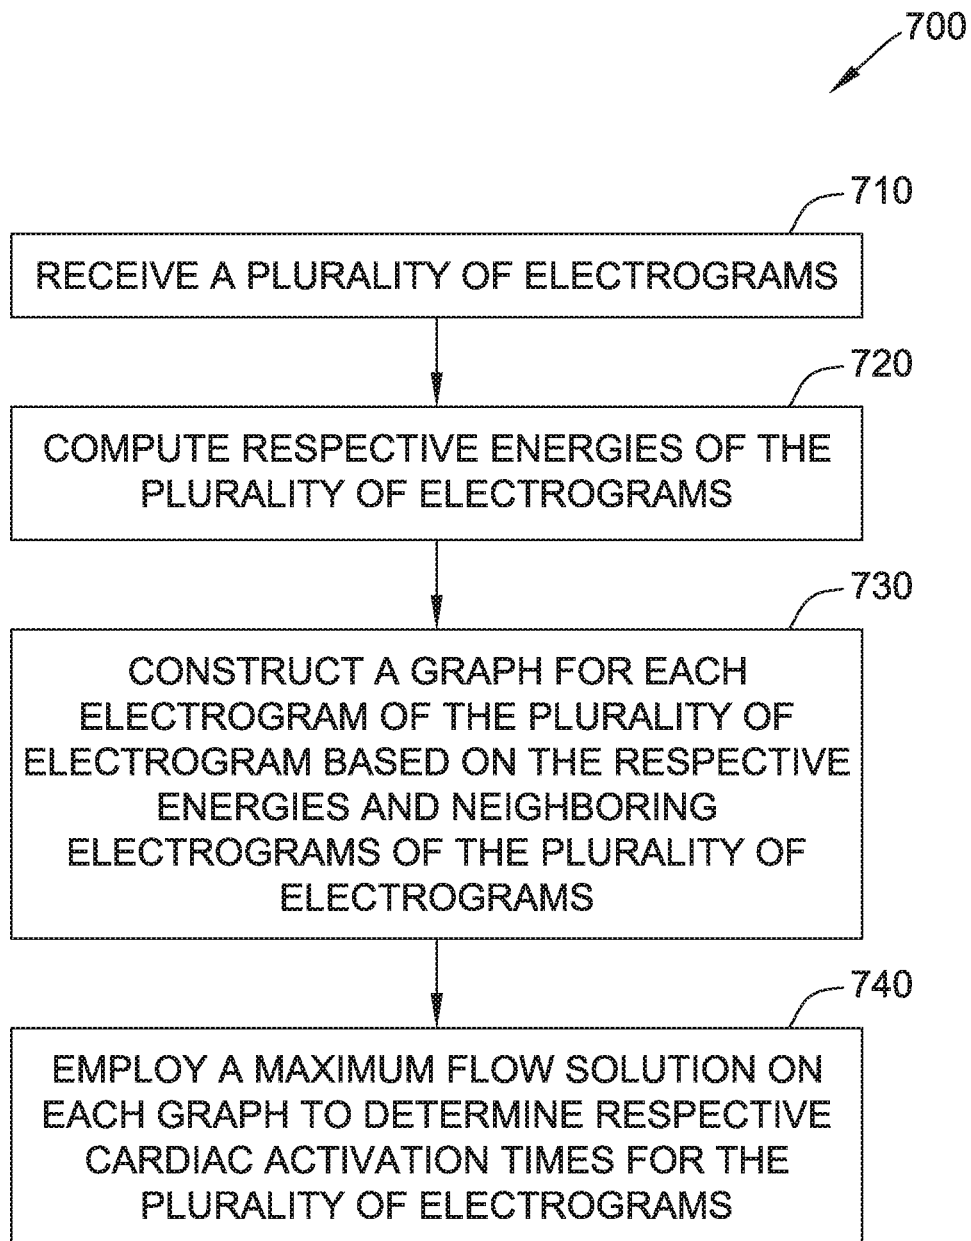 700
710
RECEIVE A PLURALITY OF ELECTROGRAMS
720
COMPUTE RESPECTIVE ENERGIES OF THE
PLURALITY OF ELECTROGRAMS
730
CONSTRUCT A GRAPH FOR EACH
ELECTROGRAM OF THE PLURALITY OF
ELECTROGRAM BASED ON THE RESPECTIVE
ENERGIES AND NEIGHBORING
ELECTROGRAMS OF THE PLURALITY OF
ELECTROGRAMS
740
EMPLOY A MAXIMUM FLOW SOLUTION ON
EACH GRAPH TO DETERMINE RESPECTIVE
CARDIAC ACTIVATION TIMES FOR THE
PLURALITY OF ELECTROGRAMS